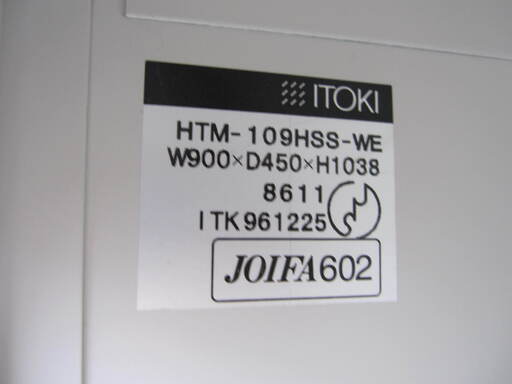 ITOKI
HTM-109HSS-WE
W900×D450×H1038
8611
ITK961225
JOIFA602